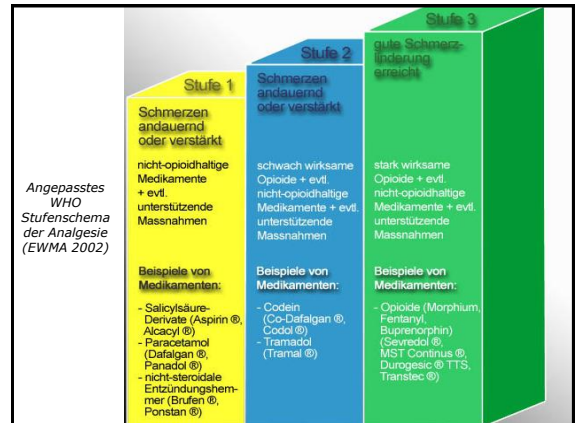 Angepasstes
WHO
Stufenschema
der Analgesie
(EWMA 2002)
Stufe 1
Schmerzen
andauernd
oder verstärkt
nicht-opioidhaltige
Medikamente
+ evtl.
unterstützende
Massnahmen
Beispiele von
Medikamenten:
- Salicylsäure-
Derivate (Aspirin ®,
Alcacyl ®)
- Paracetamol
(Dafalgan ®,
Panadol ®)
- nicht-steroidale
Entzündungshem-
mer (Brufen ®,
Ponstan ®)
Stufe 2
Schmerzen
andauernd
oder verstärkt
schwach wirksame
Opioide + evtl.
nicht-opioidhaltige
Medikamente + evtl.
unterstützende
Massnahmen
Beispiele von
Medikamenten:
- Codein
(Co-Dafalgan ®,
Codol ®)
- Tramadol
(Tramal ®)
Stufe 3
gute Schmerz-
linderung
erreicht
stark wirksame
Opioide + evtl.
nicht-opioidhaltige
Medikamente + evtl.
unterstützende
Massnahmen
Beispiele von
Medikamenten:
- Opioide (Morphium,
Fentanyl,
Buprenorphin)
(Sevredol ®,
MST Continus ®,
Durogesic ® TTS,
Transtec ®)